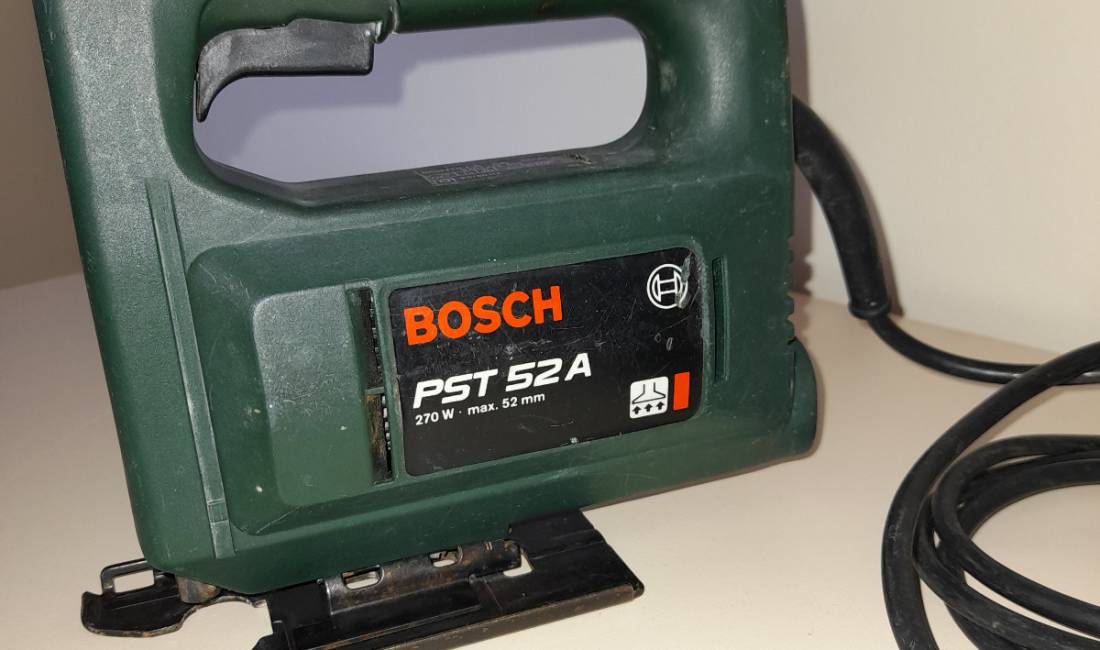 BOSCH
PST 52 A
270 W · max. 52 mm